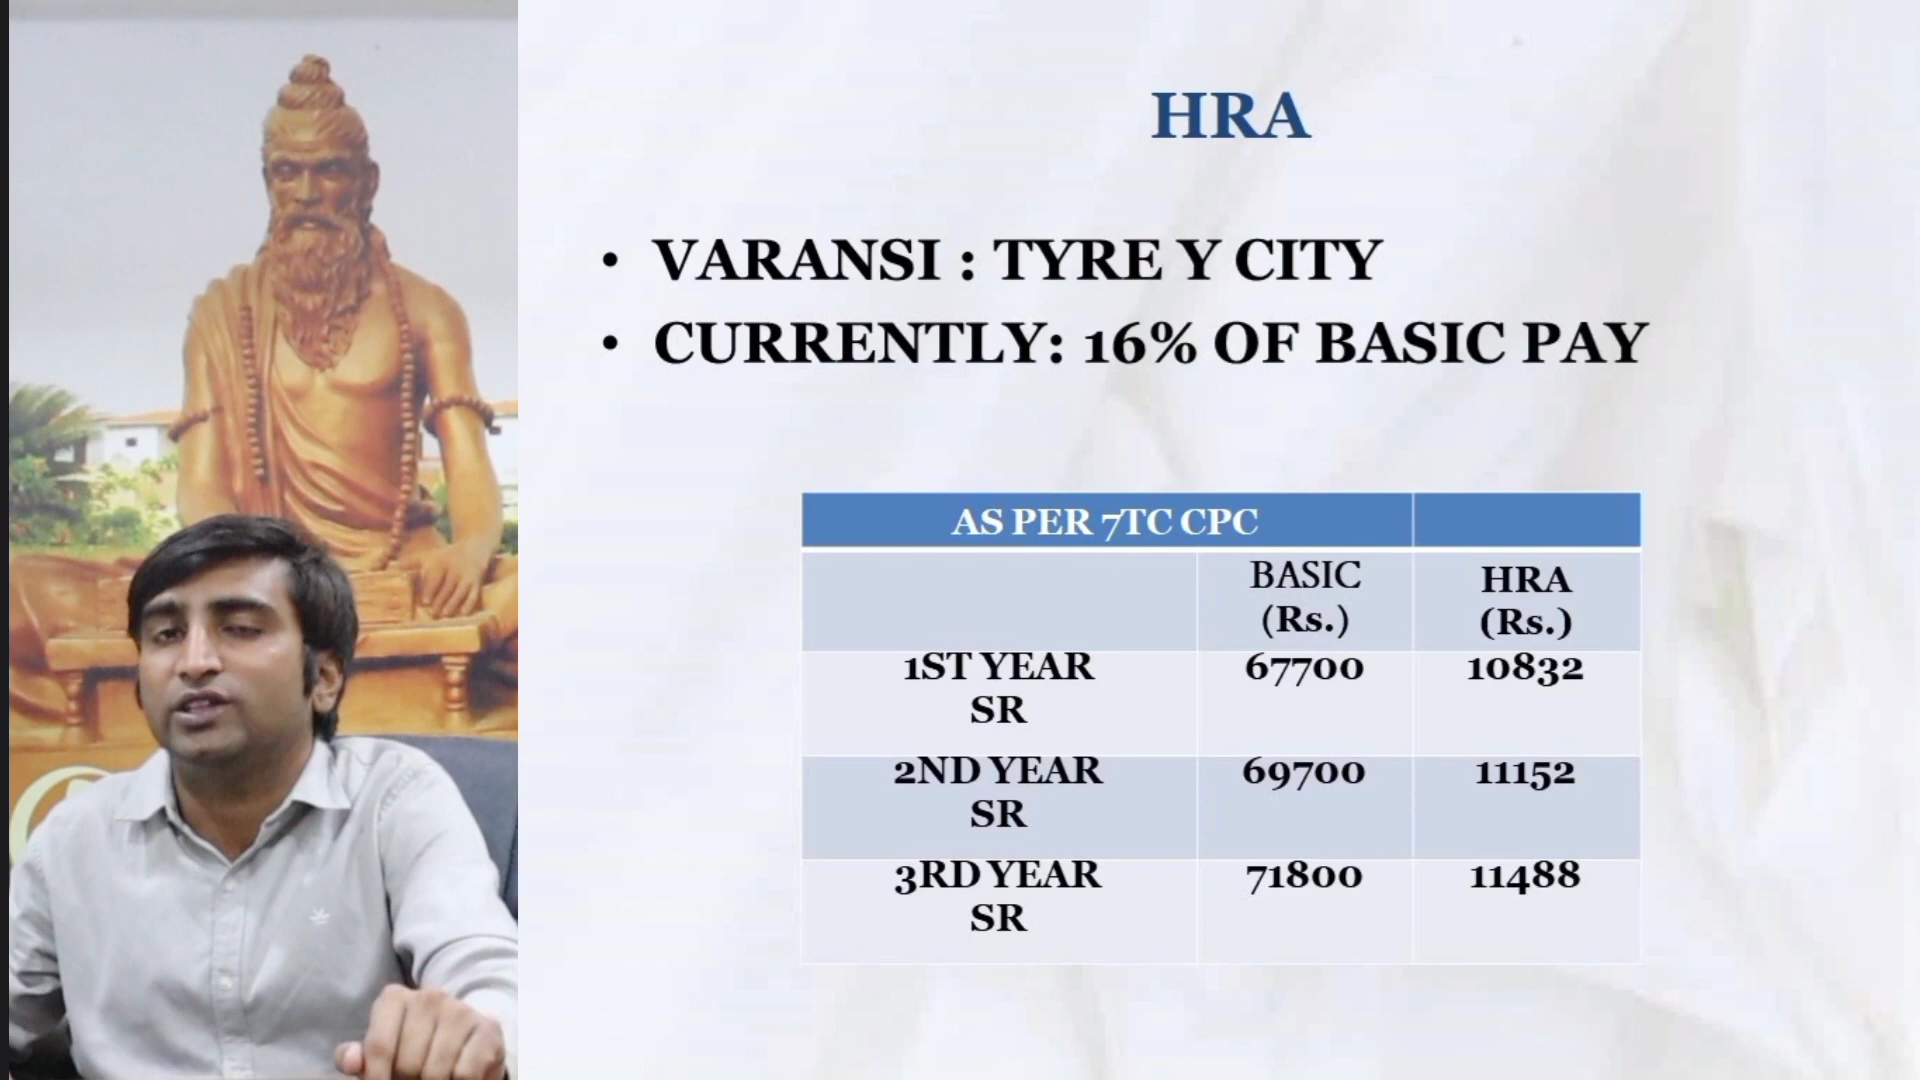 HRA
• VARANSI : TYRE Y CITY
• CURRENTLY: 16% OF BASIC PAY
AS PER 7TC CPC
BASIC (Rs.) HRA (Rs.)
1ST YEAR SR 67700 10832
2ND YEAR SR 69700 11152
3RD YEAR SR 71800 11488